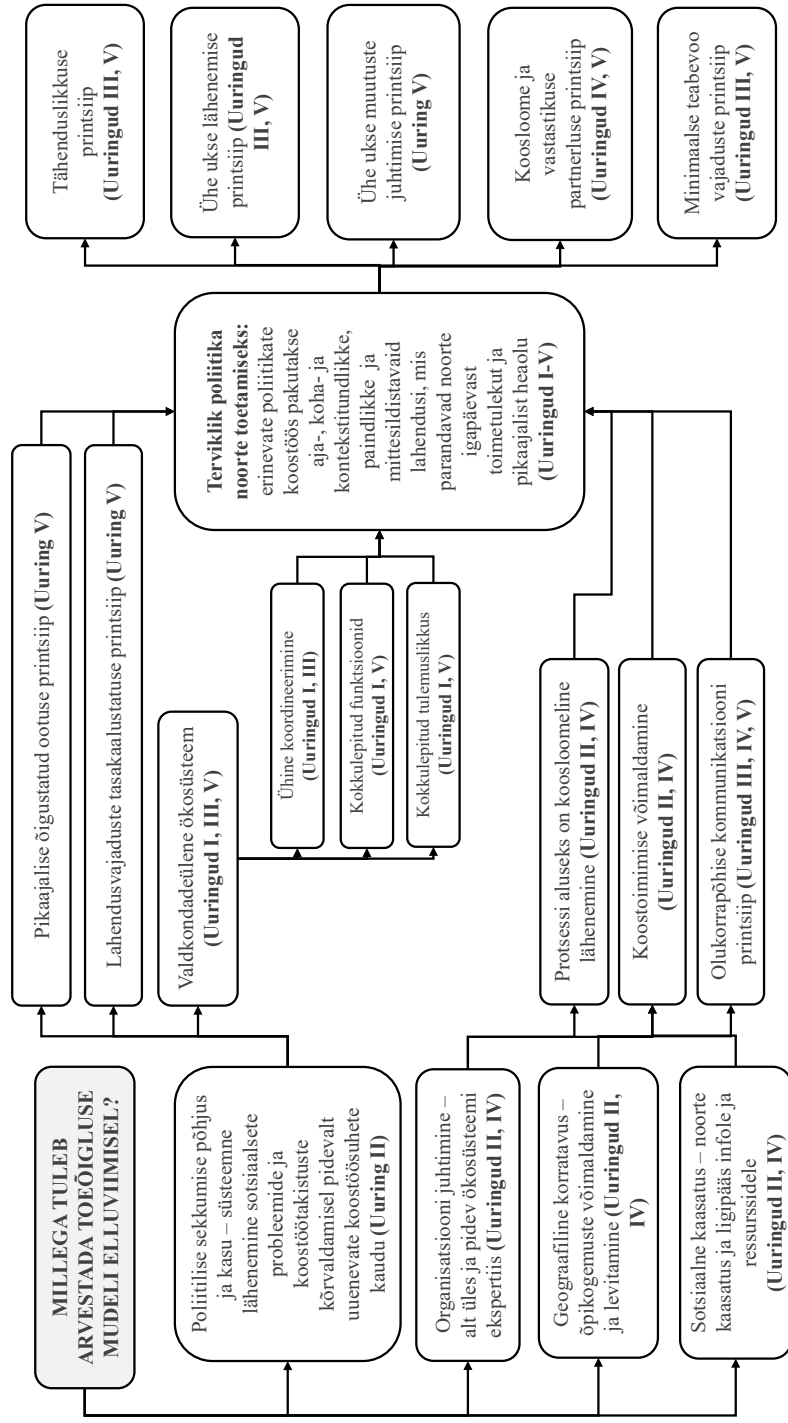 MILLEGA TULEB
ARVESTADA TOEÕIGLUSE
MUDELI ELLUVIIMISEL?
Poliitilise sekkumise põhjus
ja kasu – süsteemne
lähenemine sotsiaalsete
probleemide ja
koostöötakistuste
kõrvaldamisel pidevalt
uuenevate koostöösuhete
kaudu (Uuring II)
Organisatsiooni juhtimine –
alt üles ja pidev ökosüsteemi
ekspertiis (Uuringud II, IV)
Geograafiline korratavus –
õpikogemuste võimaldamine
ja levitamine (Uuringud II,
IV)
Sotsiaalne kaasatus – noorte
kaasatus ja ligipääs infole ja
ressurssidele
(Uuringud II, IV)
Pikaajalise õigustatud ootuse printsiip (Uuring V)
Lahendusvajaduste tasakaalustatuse printsiip (Uuring V)
Valdkondadeülene ökosüsteem
(Uuringud I, III, V)
Ühine koordineerimine
(Uuringud I, III)
Kokkulepitud funktsioonid
(Uuringud I, V)
Kokkulepitud tulemuslikkus
(Uuringud I, V)
Protsessi aluseks on koosloomeline
lähenemine (Uuringud II, IV)
Koostoimimise võimaldamine
(Uuringud II, IV)
Olukorrapõhise kommunikatsiooni
printsiip (Uuringud III, IV, V)
Terviklik poliitika
noorte toetamiseks:
erinevate poliitikate
koostöös pakutakse
aja-, koha- ja
kontekstitundlikke,
paindlikke ja
mittesildistavaid
lahendusi, mis
parandavad noorte
igapäevast
toimetulekut ja
pikaajalist heaolu
(Uuringud I-V)
Tähenduslikkuse
printsiip
(Uuringud III, V)
Ühe ukse lähenemise
printsiip (Uuringud
III, V)
Ühe ukse muutuste
juhtimise printsiip
(Uuring V)
Koosloome ja
vastastikuse
partnerluse printsiip
(Uuringud IV, V)
Minimaalse teabevoo
vajaduste printsiip
(Uuringud III, V)